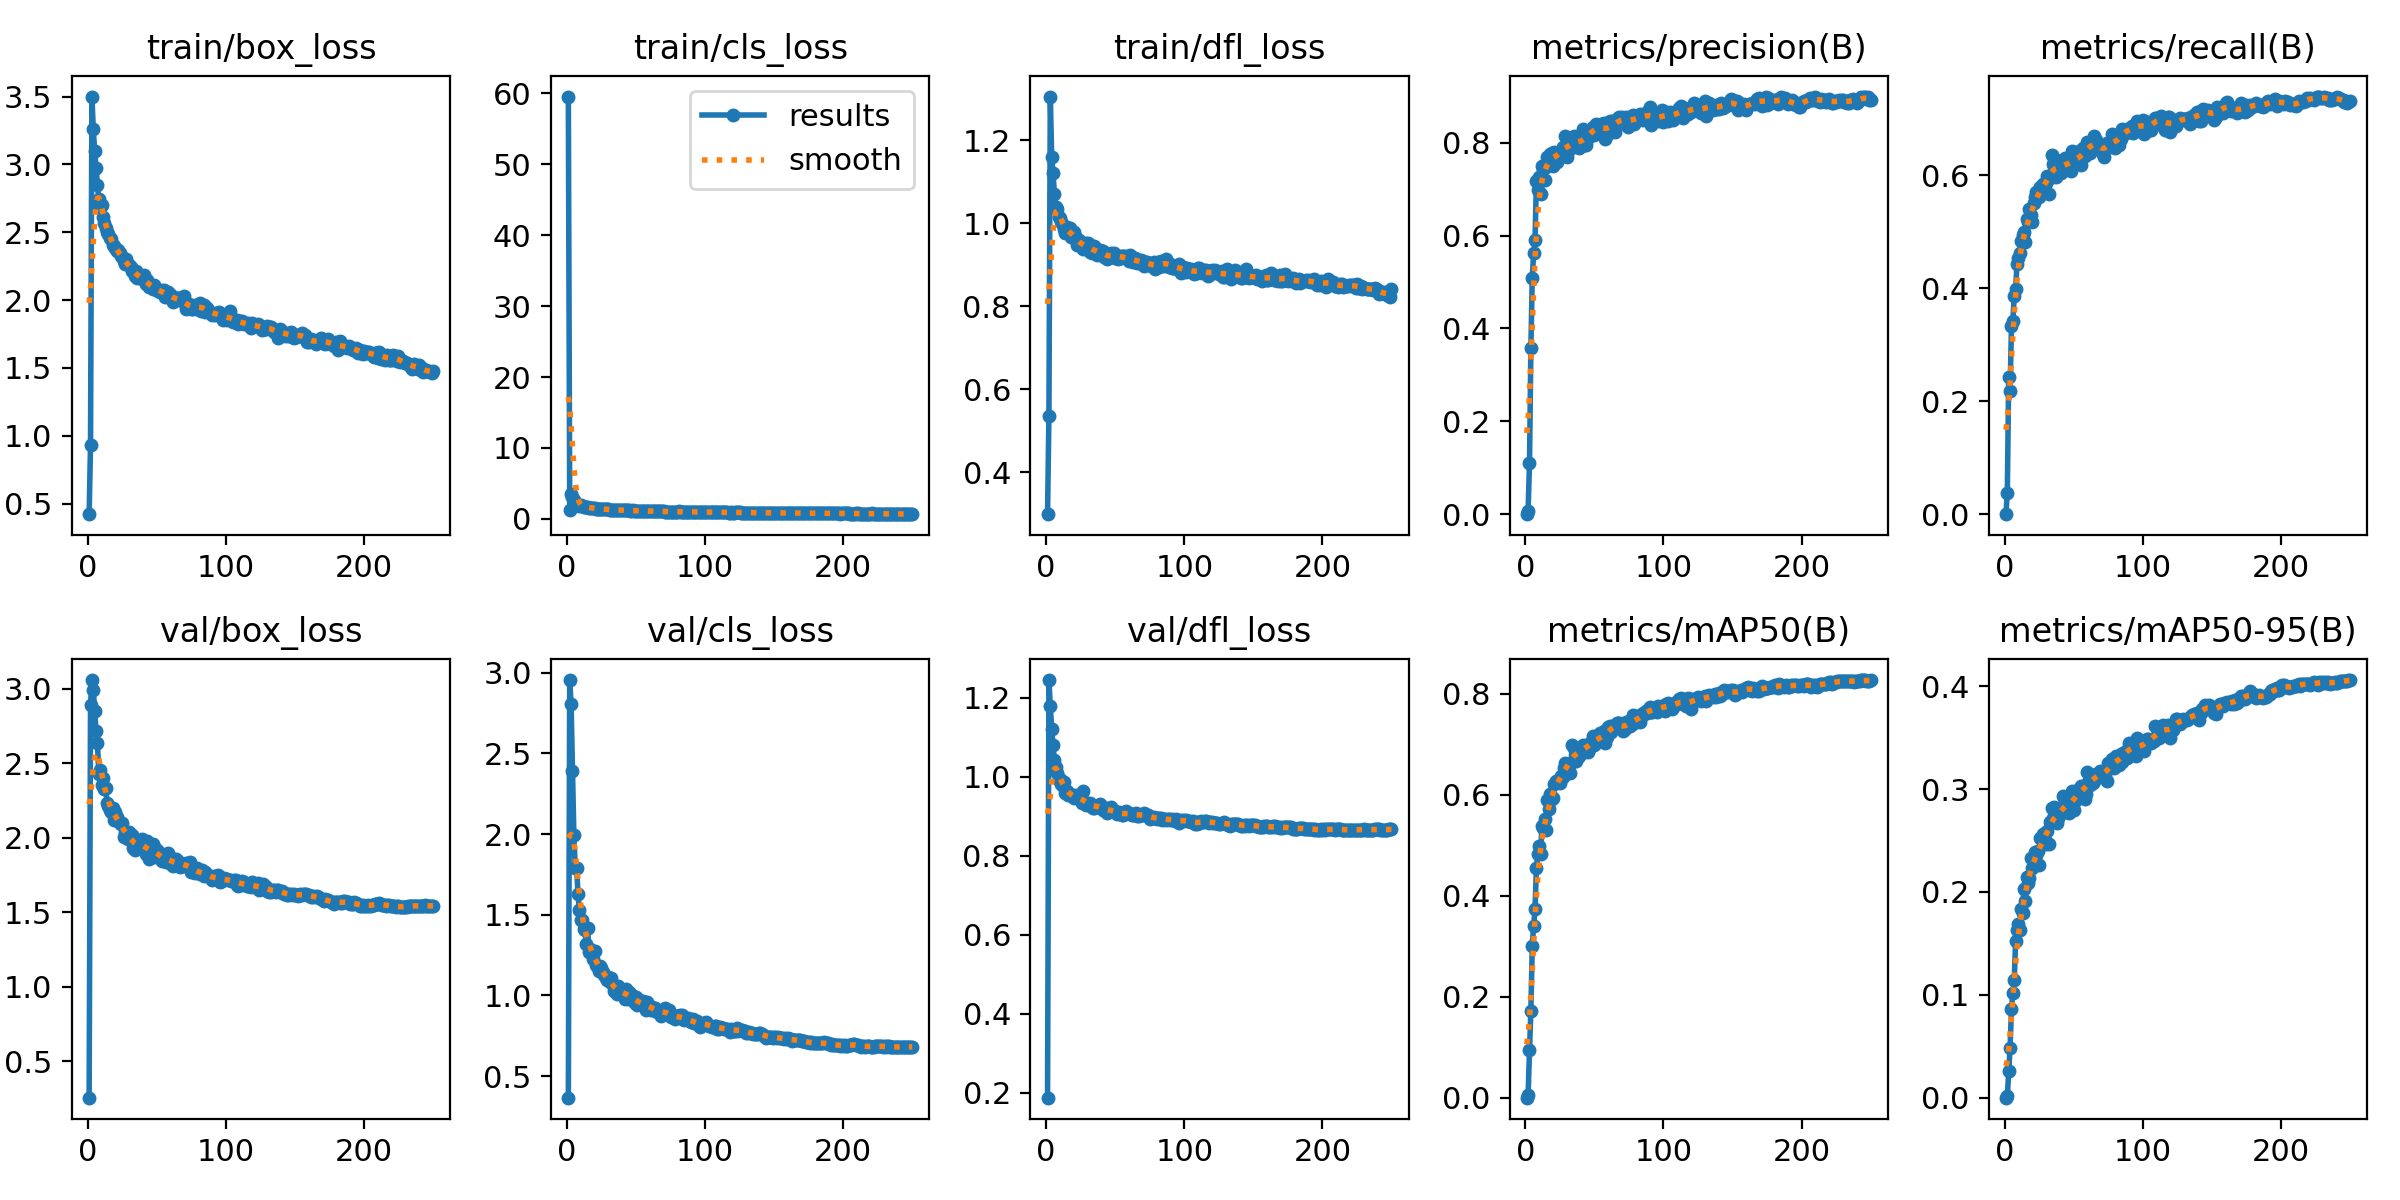 train/box_loss
3.5
3.0
2.5
2.0
1.5
1.0
0.5
0 100 200
train/cls_loss
results
smooth
60
50
40
30
20
10
0
0 100 200
train/dfl_loss
1.2
1.0
0.8
0.6
0.4
0 100 200
metrics/precision(B)
0.8
0.6
0.4
0.2
0.0
0 100 200
metrics/recall(B)
0.6
0.4
0.2
0.0
0 100 200
val/box_loss
3.0
2.5
2.0
1.5
1.0
0.5
0 100 200
val/cls_loss
3.0
2.5
2.0
1.5
1.0
0.5
0 100 200
val/dfl_loss
1.2
1.0
0.8
0.6
0.4
0.2
0 100 200
metrics/mAP50(B)
0.8
0.6
0.4
0.2
0.0
0 100 200
metrics/mAP50-95(B)
0.4
0.3
0.2
0.1
0.0
0 100 200